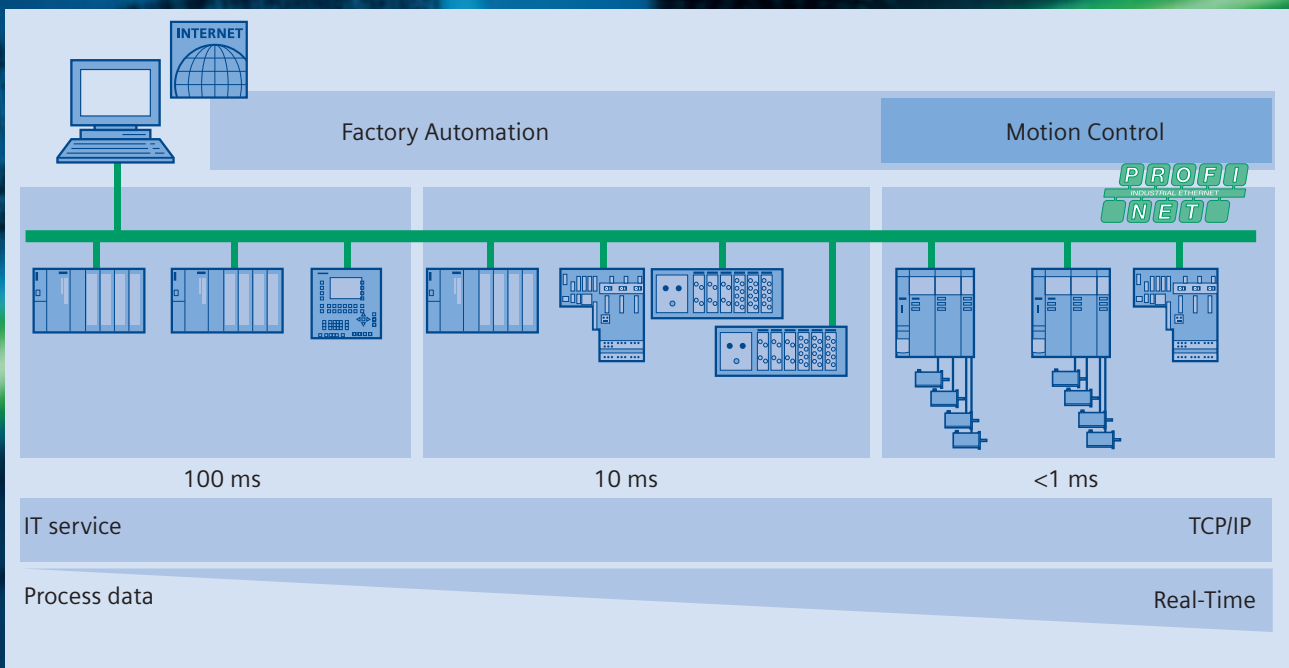 INTERNET
Factory Automation
Motion Control
PROFI
INDUSTRIAL ETHERNET
NET
100 ms
10 ms
<1 ms
IT service
TCP/IP
Process data
Real-Time